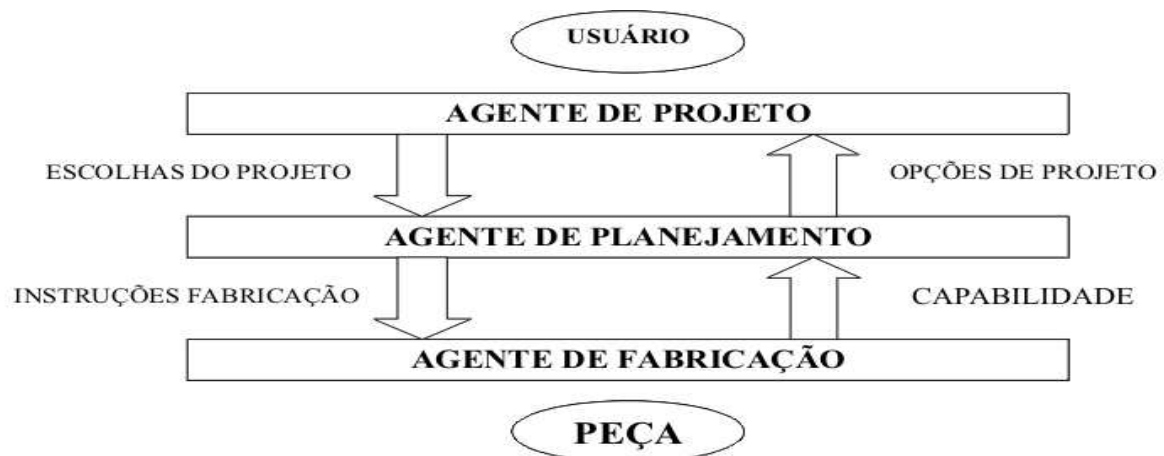 USUÁRIO
AGENTE DE PROJETO
ESCOLHAS DO PROJETO
OPÇÕES DE PROJETO
AGENTE DE PLANEJAMENTO
INSTRUÇÕES FABRICAÇÃO
CAPABILIDADE
AGENTE DE FABRICAÇÃO
PEÇA